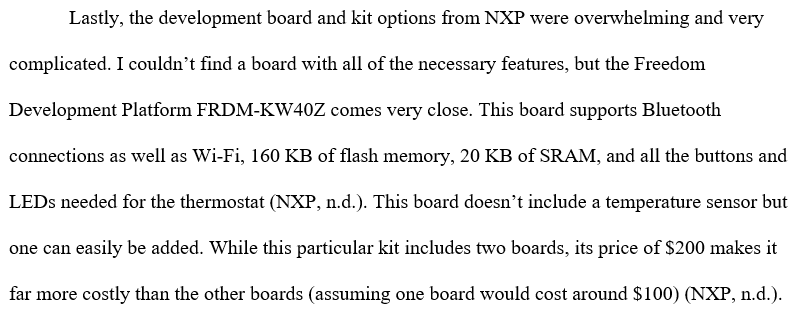 Lastly, the development board and kit options from NXP were overwhelming and very
complicated. I couldn’t find a board with all of the necessary features, but the Freedom
Development Platform FRDM-KW40Z comes very close. This board supports Bluetooth
connections as well as Wi-Fi, 160 KB of flash memory, 20 KB of SRAM, and all the buttons and
LEDs needed for the thermostat (NXP, n.d.). This board doesn’t include a temperature sensor but
one can easily be added. While this particular kit includes two boards, its price of $200 makes it
far more costly than the other boards (assuming one board would cost around $100) (NXP, n.d.).